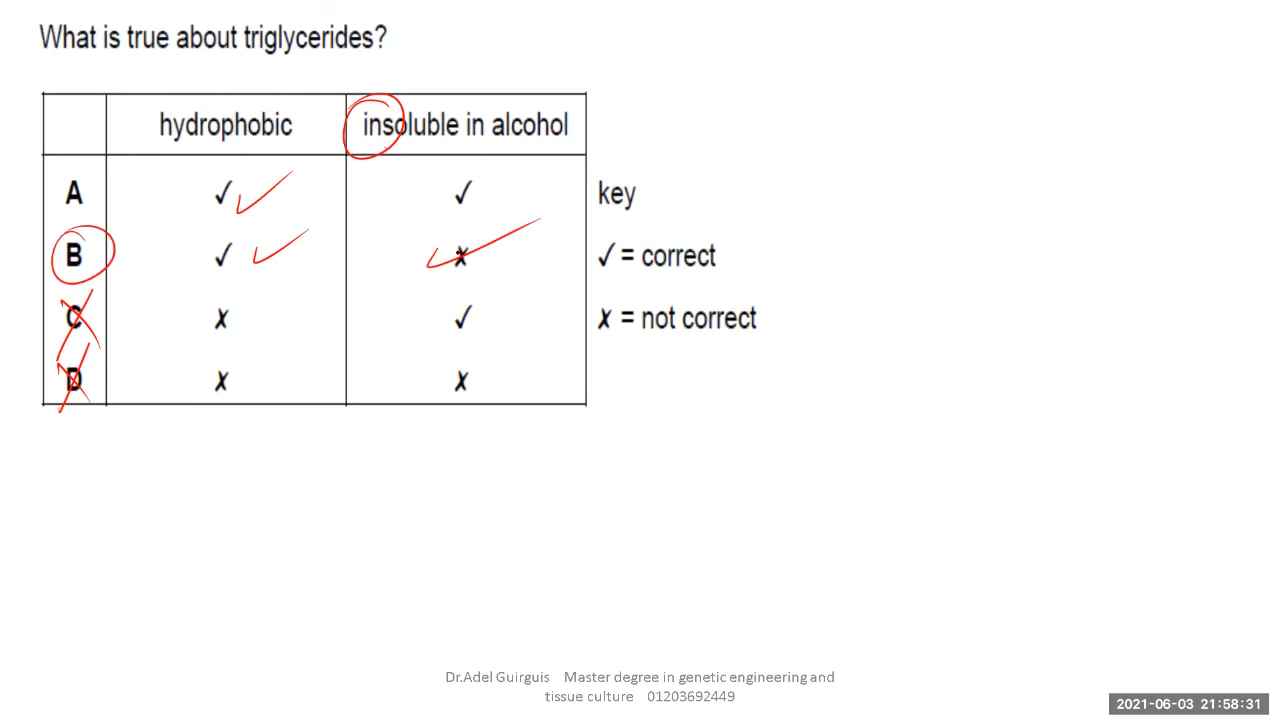 What is true about triglycerides?
hydrophobic insoluble in alcohol
A ✓ ✓ key
B ✓ ✗ ✓ = correct
C ✗ ✓ ✗ = not correct
D ✗ ✗
Dr.Adel Guirguis Master degree in genetic engineering and
tissue culture 01203692449
2021-06-03 21:58:31